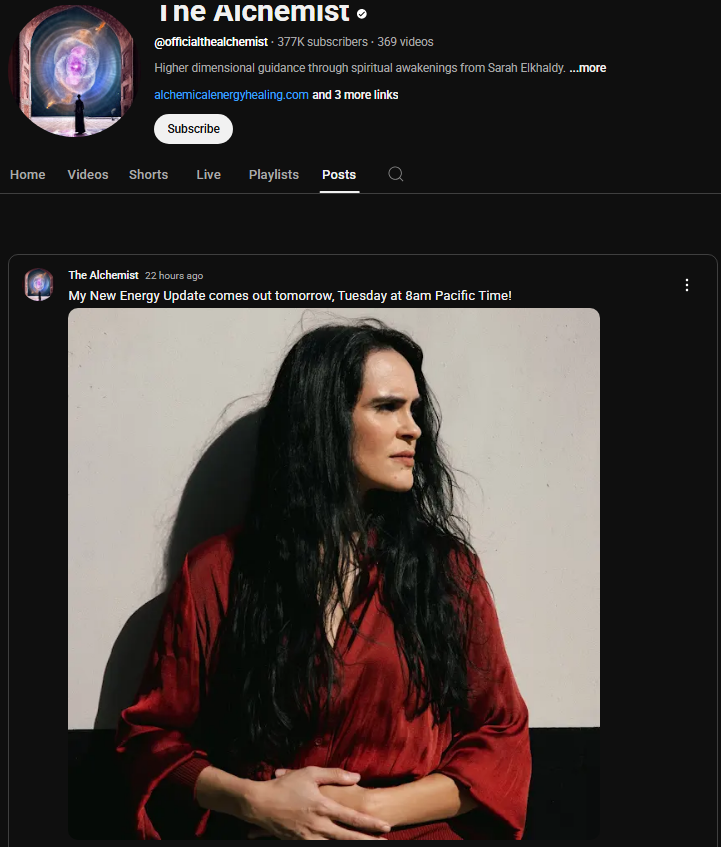 The Alchemist
@officialthealchemist · 377K subscribers · 369 videos
Higher dimensional guidance through spiritual awakenings from Sarah Elkhaldy. ...more
alchemicalenergyhealing.com and 3 more links
Subscribe
Home Videos Shorts Live Playlists Posts
The Alchemist 22 hours ago
My New Energy Update comes out tomorrow, Tuesday at 8am Pacific Time!